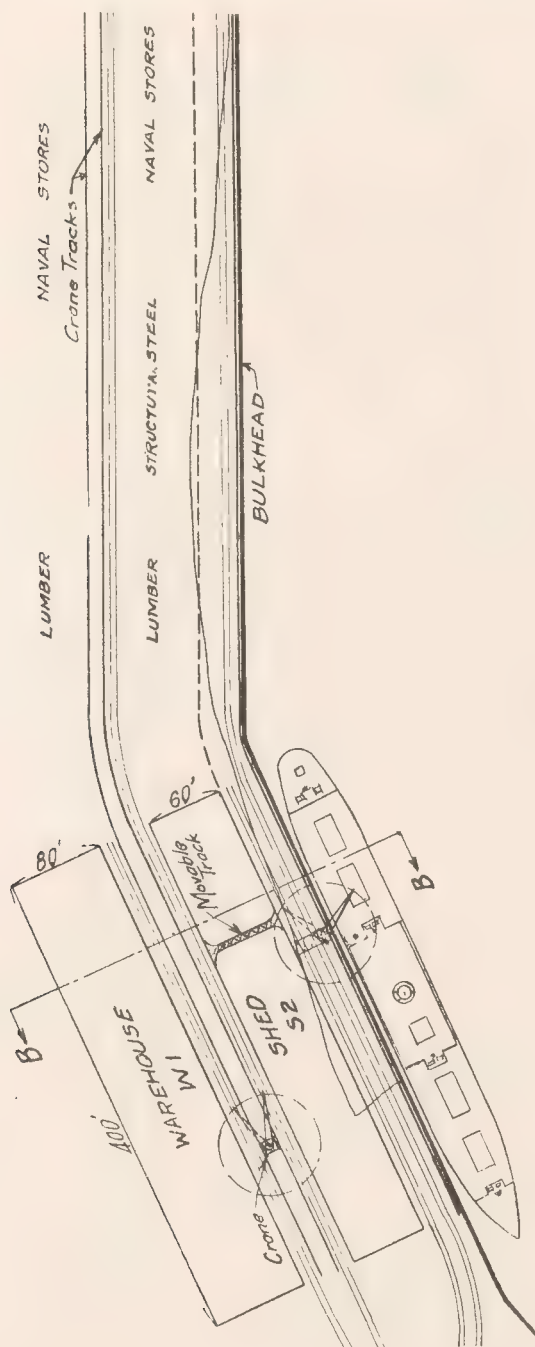 NAVAL STORES
Crane Tracks
NAVAL STORES
STRUCTURAL STEEL
LUMBER
LUMBER
BULKHEAD
80'
60'
Movable
Track
B
WAREHOUSE
W1
SHED
S2
400'
Crane
B